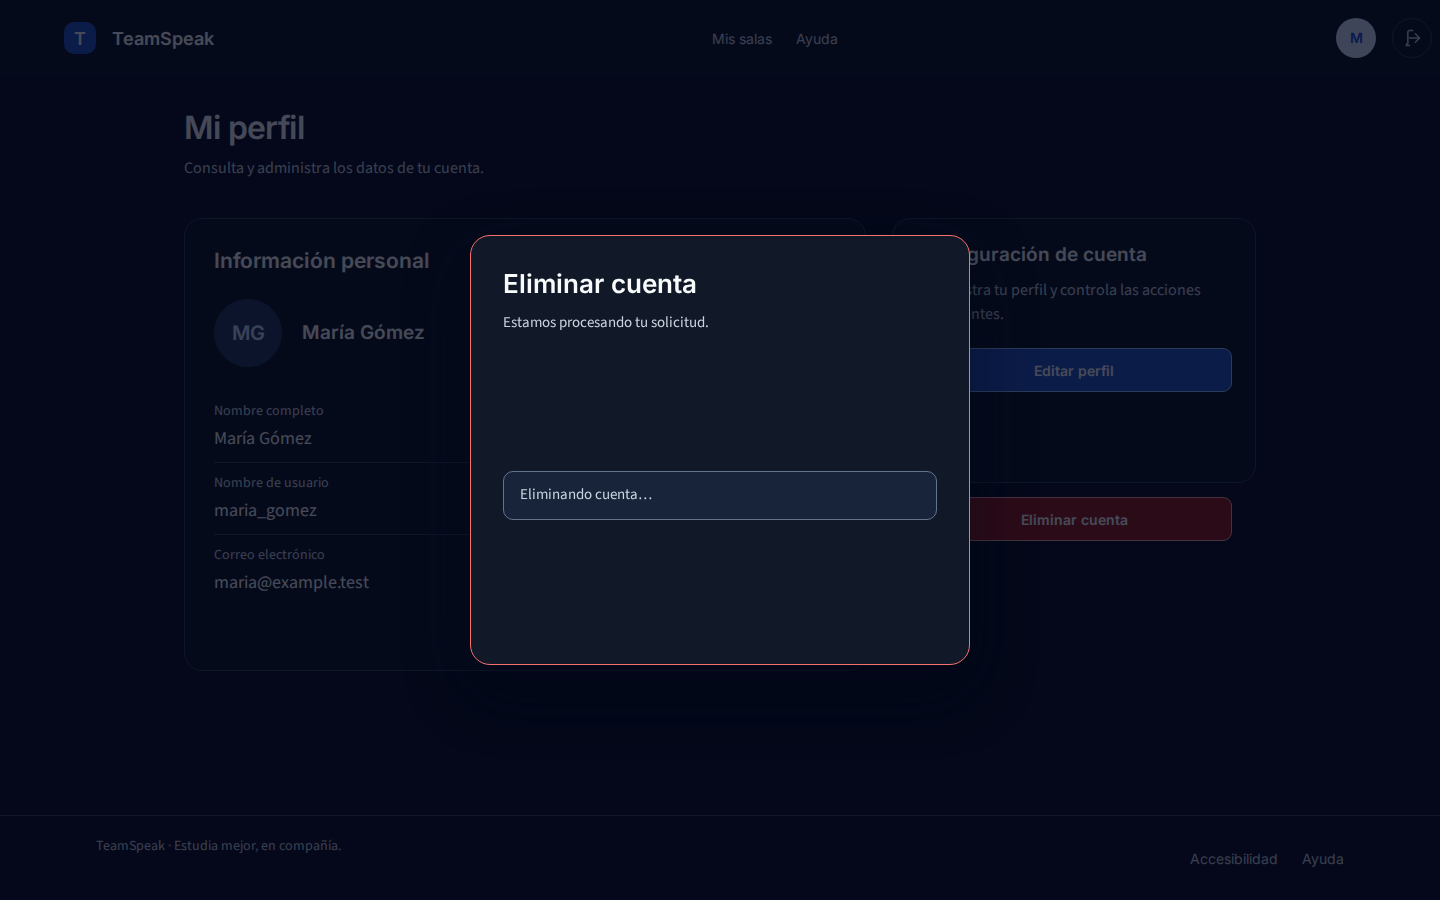 T TeamSpeak
Mis salas
Ayuda
M
Mi perfil
Consulta y administra los datos de tu cuenta.
Información personal
MG
María Gómez
Nombre completo
María Gómez
Nombre de usuario
maria_gomez
Correo electrónico
maria@example.test
Eliminar cuenta
Estamos procesando tu solicitud.
Eliminando cuenta…
guración de cuenta
stra tu perfil y controla las acciones
ntes.
Editar perfil
Eliminar cuenta
TeamSpeak · Estudia mejor, en compañía.
Accesibilidad
Ayuda